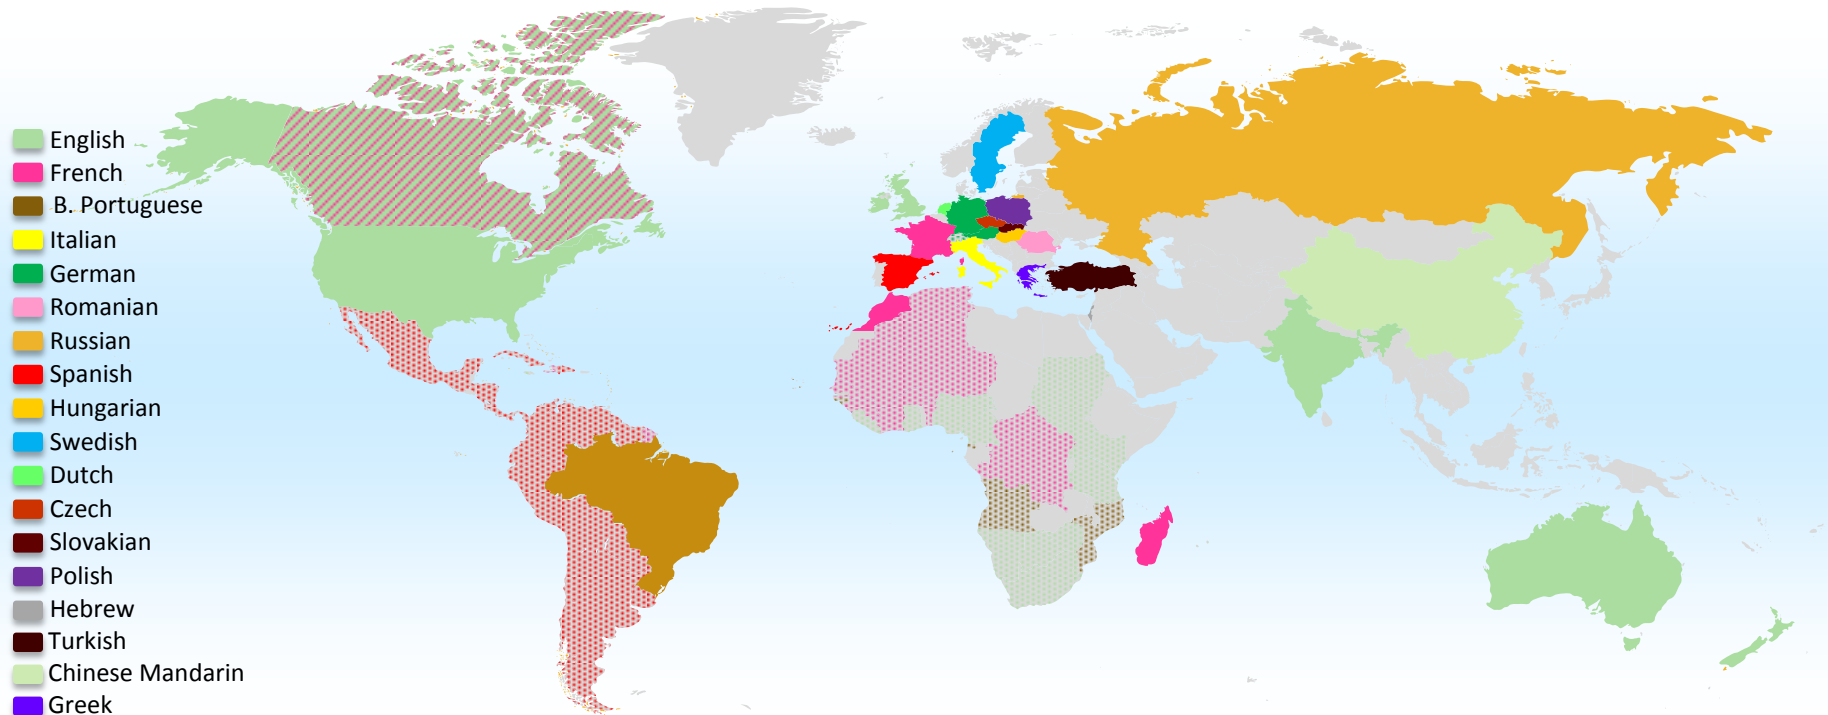 English
French
B. Portuguese
Italian
German
Romanian
Russian
Spanish
Hungarian
Swedish
Dutch
Czech
Slovakian
Polish
Hebrew
Turkish
Chinese Mandarin
Greek